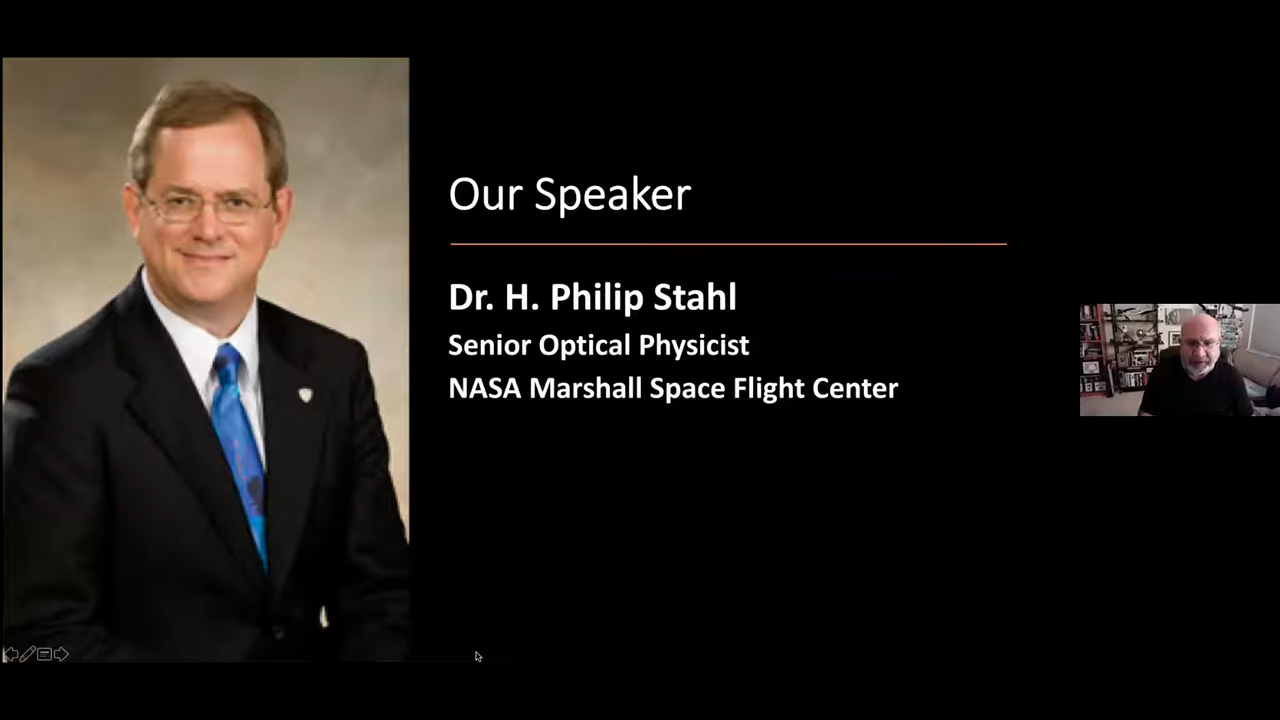 Our Speaker
Dr. H. Philip Stahl
Senior Optical Physicist
NASA Marshall Space Flight Center